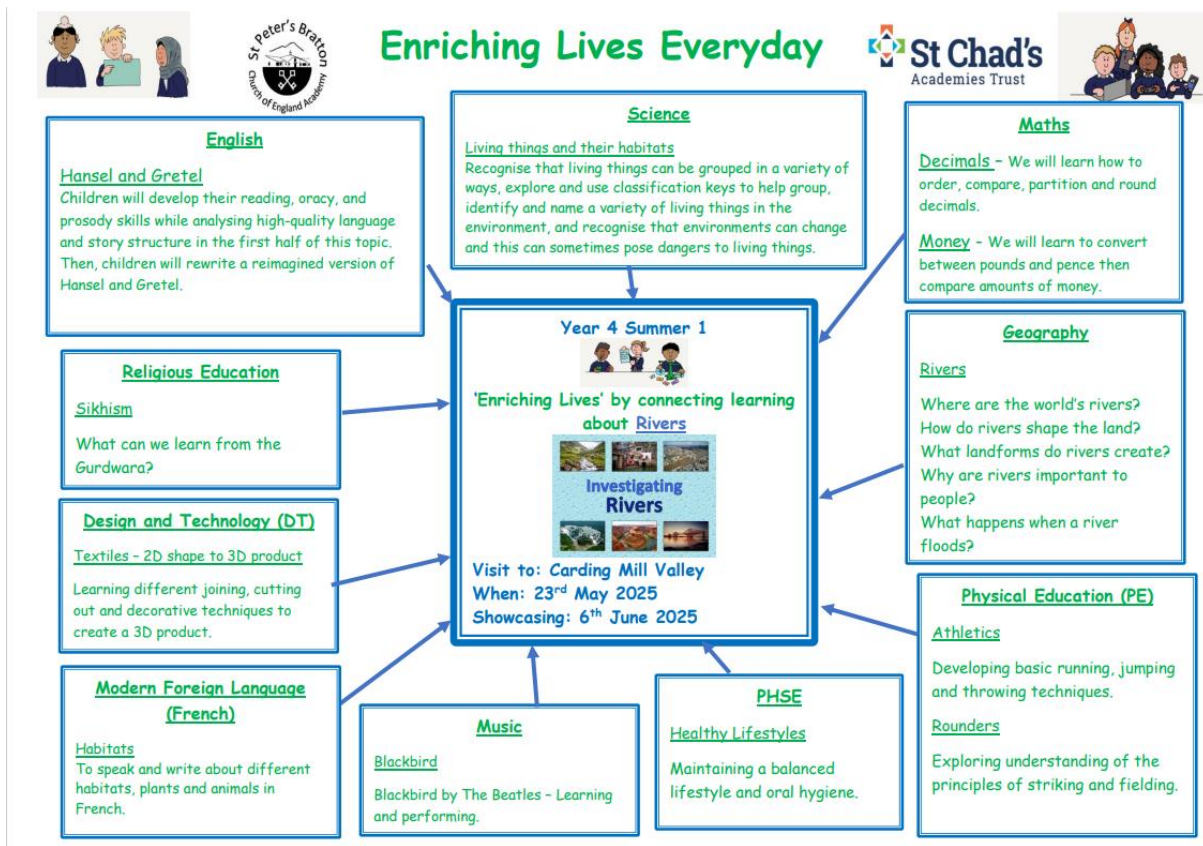 St Peter's Bratton
Church of England Academy
Enriching Lives Everyday
St Chad's
Academies Trust
English
Hansel and Gretel
Children will develop their reading, oracy, and
prosody skills while analysing high-quality language
and story structure in the first half of this topic.
Then, children will rewrite a reimagined version of
Hansel and Gretel.
Science
Living things and their habitats
Recognise that living things can be grouped in a variety of
ways, explore and use classification keys to help group,
identify and name a variety of living things in the
environment, and recognise that environments can change
and this can sometimes pose dangers to living things.
Maths
Decimals – We will learn how to
order, compare, partition and round
decimals.
Money – We will learn to convert
between pounds and pence then
compare amounts of money.
Religious Education
Sikhism
What can we learn from the
Gurdwara?
Year 4 Summer 1
'Enriching Lives' by connecting learning
about Rivers
Investigating
Rivers
Visit to: Carding Mill Valley
When: 23rd May 2025
Showcasing: 6th June 2025
Geography
Rivers
Where are the world's rivers?
How do rivers shape the land?
What landforms do rivers create?
Why are rivers important to
people?
What happens when a river
floods?
Design and Technology (DT)
Textiles – 2D shape to 3D product
Learning different joining, cutting
out and decorative techniques to
create a 3D product.
Modern Foreign Language
(French)
Habitats
To speak and write about different
habitats, plants and animals in
French.
Music
Blackbird
Blackbird by The Beatles – Learning
and performing.
PHSE
Healthy Lifestyles
Maintaining a balanced
lifestyle and oral hygiene.
Physical Education (PE)
Athletics
Developing basic running, jumping
and throwing techniques.
Rounders
Exploring understanding of the
principles of striking and fielding.